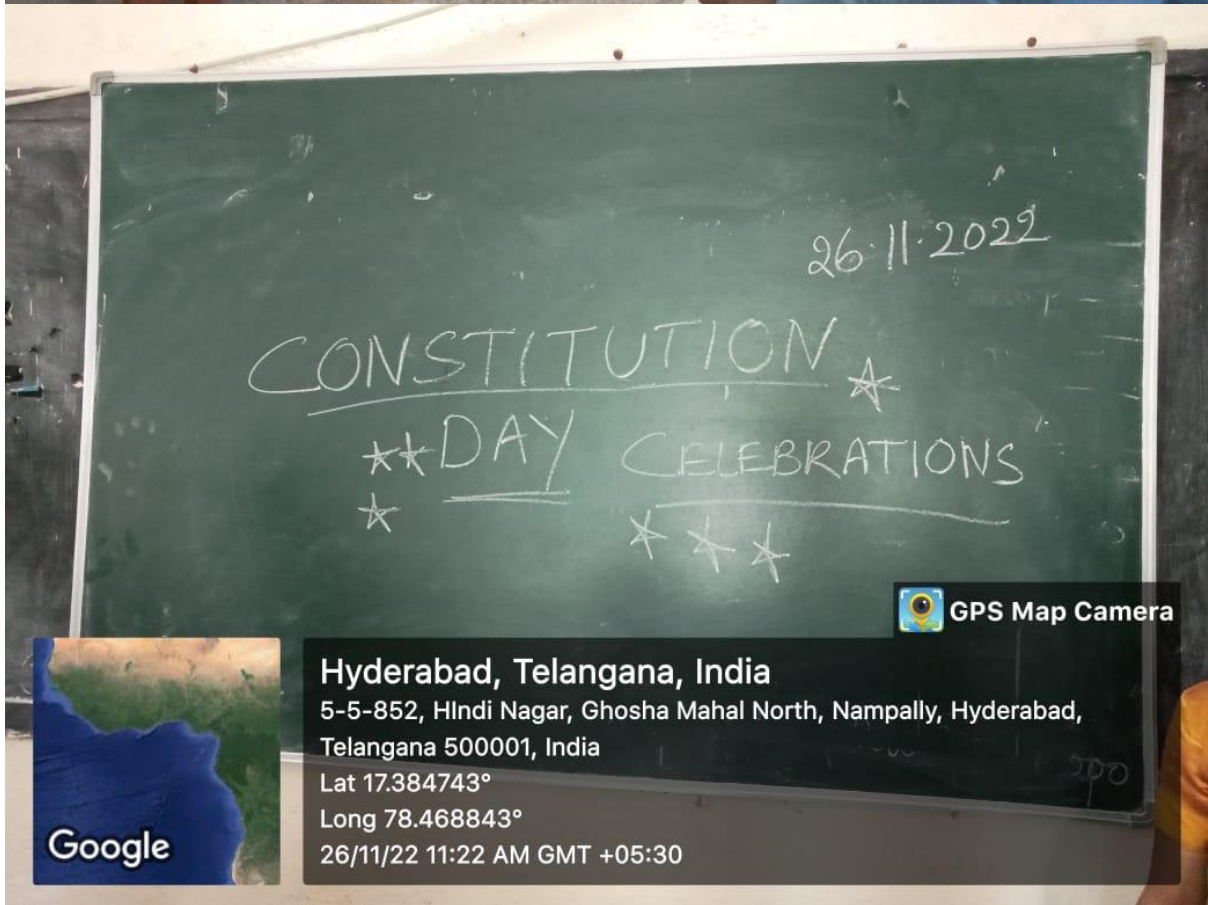 26.11.2022
CONSTITUTION
DAY CELEBRATIONS
GPS Map Camera
Hyderabad, Telangana, India
5-5-852, HIndi Nagar, Ghosha Mahal North, Nampally, Hyderabad,
Telangana 500001, India
Lat 17.384743°
Long 78.468843°
26/11/22 11:22 AM GMT +05:30
Google